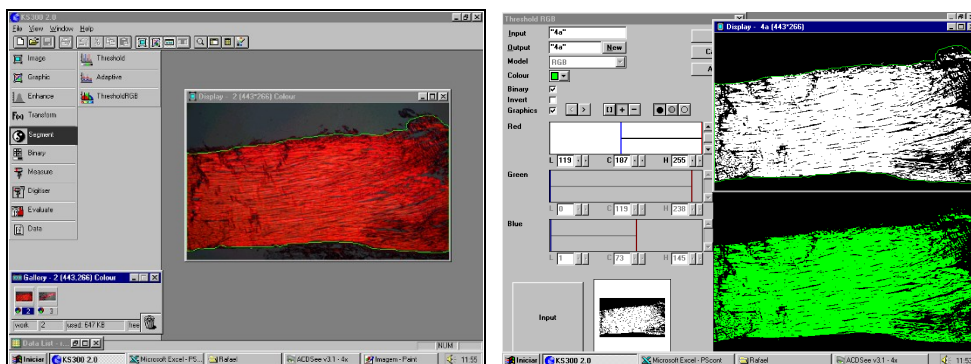 KS300 2.0
File View Window Help
Image
Threshold
Graphic
Adaptive
Enhance
ThresholdRGB
F(x) Transform
Segment
Binary
Measure
Digitiser
Evaluate
Data
Display - 2 (443*266) Colour
Gallery - 2 (443,266) Colour
2 3
work 2 used: 647 KB free
Data List - c...
NUM
Iniciar KS300 2.0 Microsoft Excel - PS... Rafael ACDSee v3.1 - 4x Imagem - Paint 11:55
Threshold RGB
Input "4a"
Output "4a" New
Model RGB
Colour
Binary
Invert
Graphics < > [ ] + -
Red
L 119 C 187 H 255
Green
L 0 C 119 H 238
Blue
L 1 C 73 H 145
Input
Display - 4a (443*266)
Iniciar KS300 2.0 Microsoft Excel - PScont Rafael ACDSee v3.1 - 4x 11:53